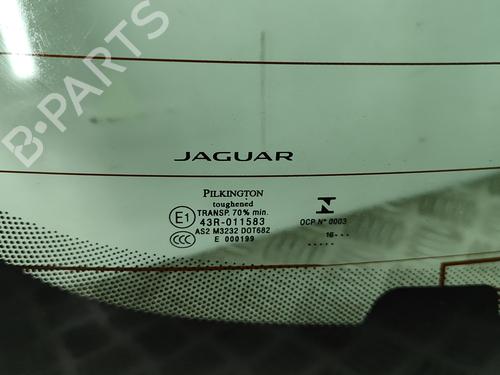 B-PARTS
JAGUAR
PILKINGTON
toughened
TRANSP. 70% min.
E1 43R-011583
AS2 M3232 DOT682
CCC E 000199
OCP N° 0003
16---
-----